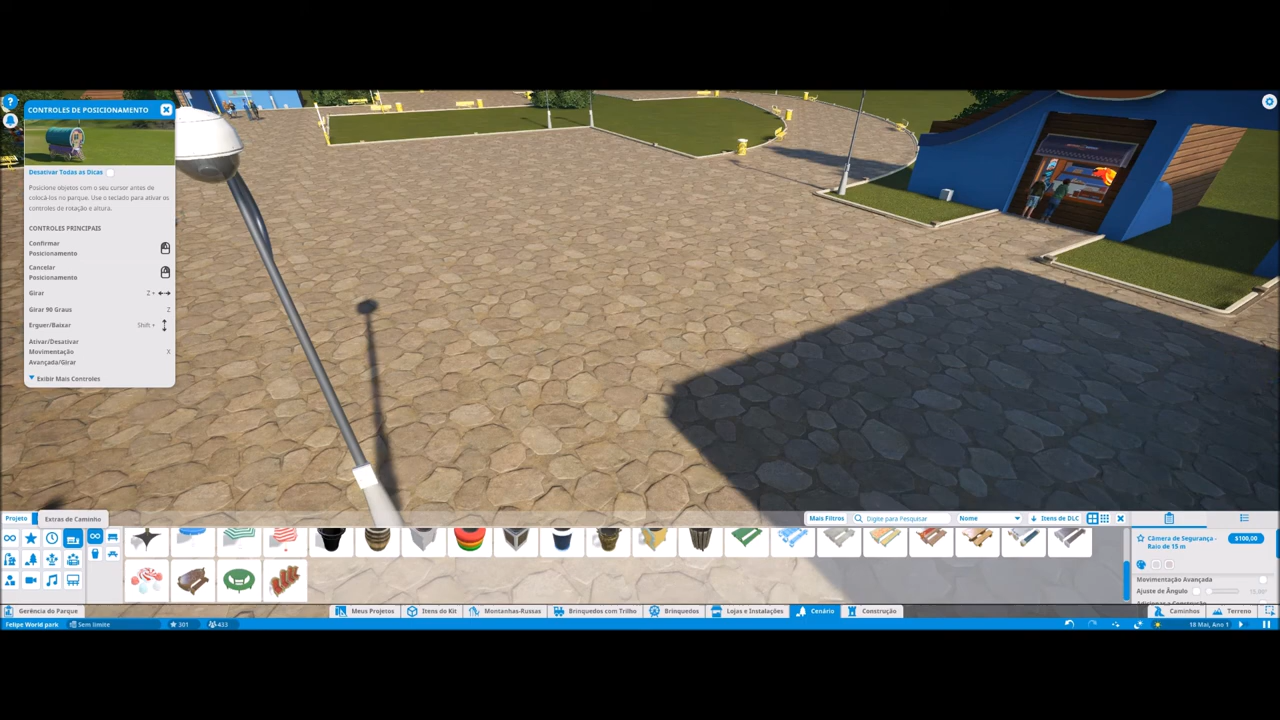 CONTROLES DE POSICIONAMENTO
Desativar Todas as Dicas
Posicione objetos com o seu cursor antes de
colocá-los no parque. Use o teclado para ativar os
controles de rotação e altura.
CONTROLES PRINCIPAIS
Confirmar
Posicionamento
Cancelar
Posicionamento
Girar Z +
Girar 90 Graus Z
Erguer/Baixar Shift +
Ativar/Desativar
Movimentação X
Avançada/Girar
Exibir Mais Controles
Projeto
Extras de Caminho
Mais Filtros
Digite para Pesquisar
Nome
Itens de DLC
Câmera de Segurança -
Raio de 15 m
$100,00
Movimentação Avançada
Ajuste de Ângulo
Gerência do Parque
Meus Projetos
Itens do Kit
Montanhas-Russas
Brinquedos com Trilho
Brinquedos
Lojas e Instalações
Cenário
Construção
Caminhos
Terreno
Felipe World park
Sem limite
301
433
18 Mai, Ano 1